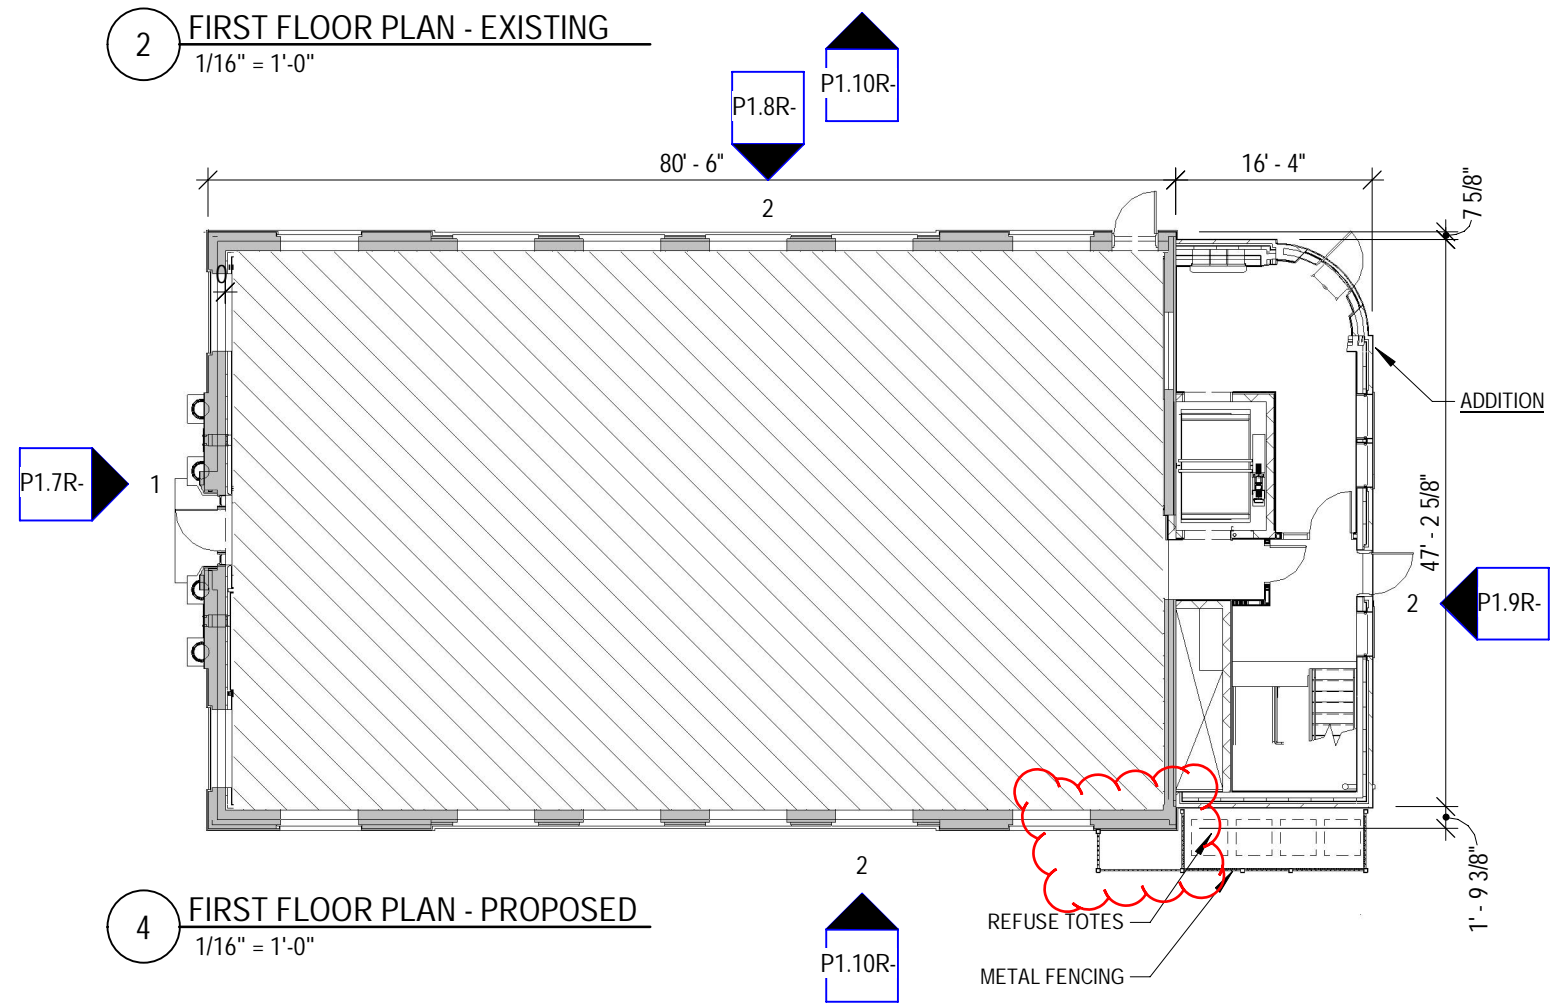 2
FIRST FLOOR PLAN - EXISTING
1/16" = 1'-0"
P1.10R-
P1.8R-
80' - 6"
16' - 4"
7 5/8"
2
0
ADDITION
P1.7R-
1
47' - 2 5/8"
2
P1.9R-
2
1' - 9 3/8"
4
FIRST FLOOR PLAN - PROPOSED
1/16" = 1'-0"
REFUSE TOTES
P1.10R-
METAL FENCING